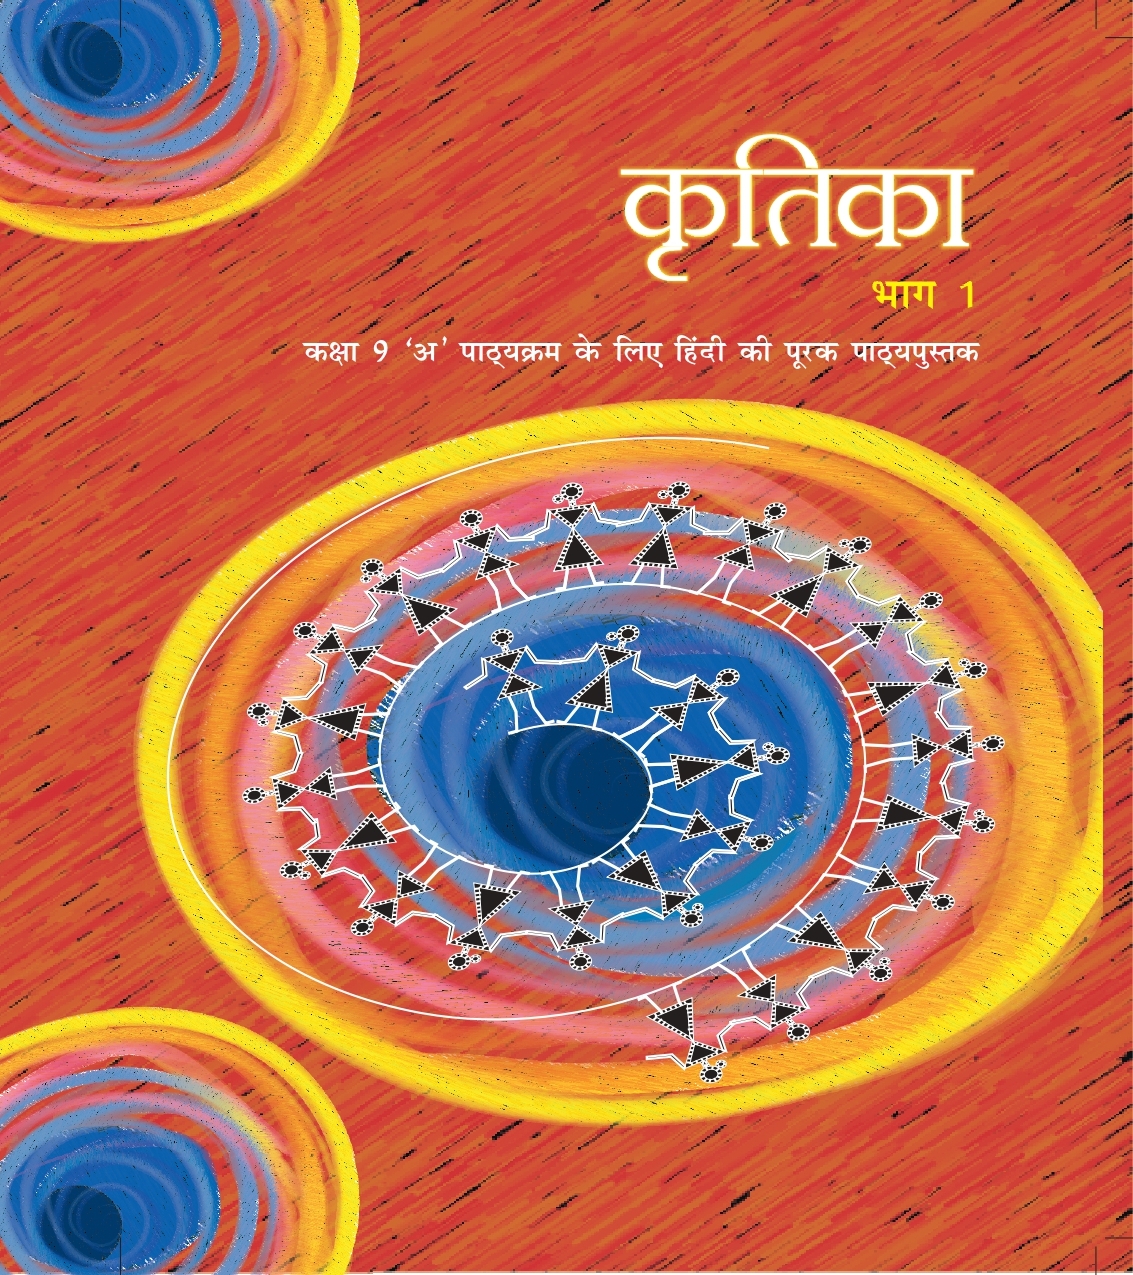 कृतिका
भाग 1
कक्षा 9 ‘अ’ पाठ्यक्रम के लिए हिंदी की पूरक पाठ्यपुस्तक